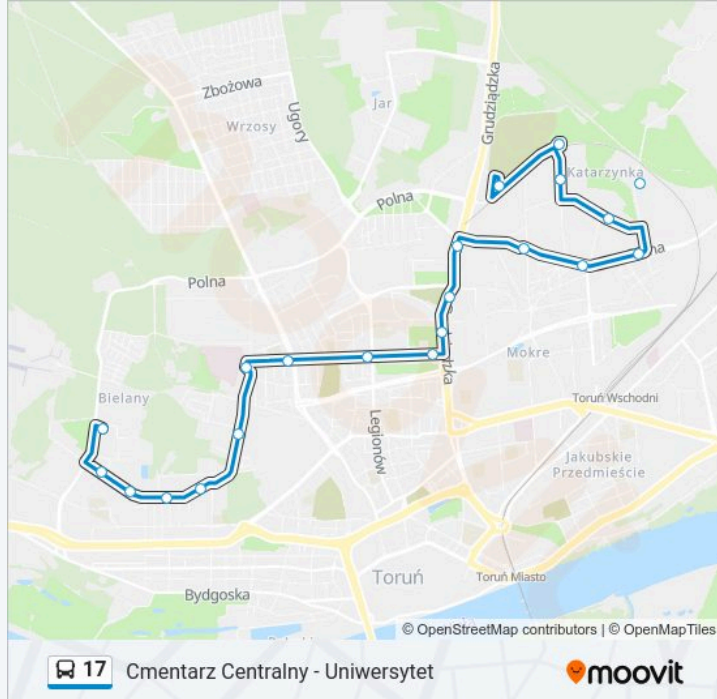 Zbożowa
Ugory
Jar
Grudziądzka
Wrzosy
Katarzynka
Polna
Polna
Mokre
Bielany
Legionów
Toruń Wschodni
Jakubskie
Przedmieście
Toruń
Toruń Miasto
Bydgoska
© OpenStreetMap contributors | © OpenMapTiles
17 Cmentarz Centralny - Uniwersytet
moovit